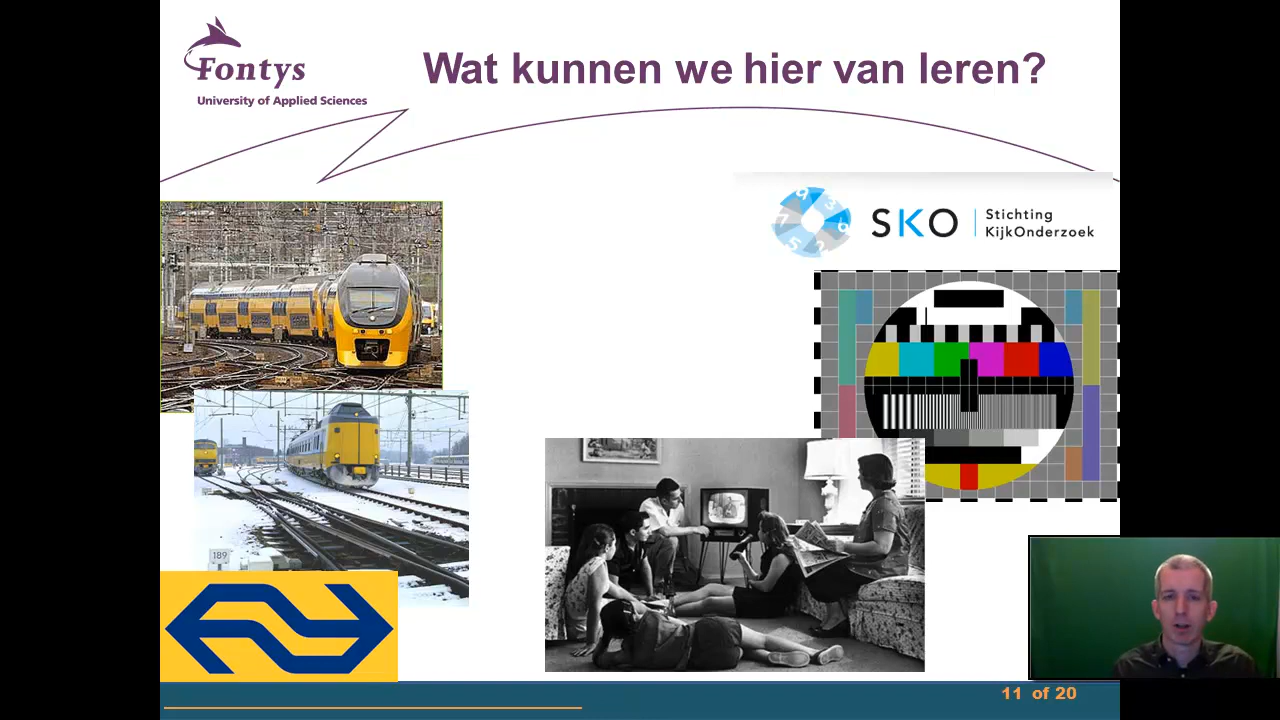 Fontys
University of Applied Sciences
Wat kunnen we hier van leren?
SKO
Stichting
KijkOnderzoek
189
11 of 20